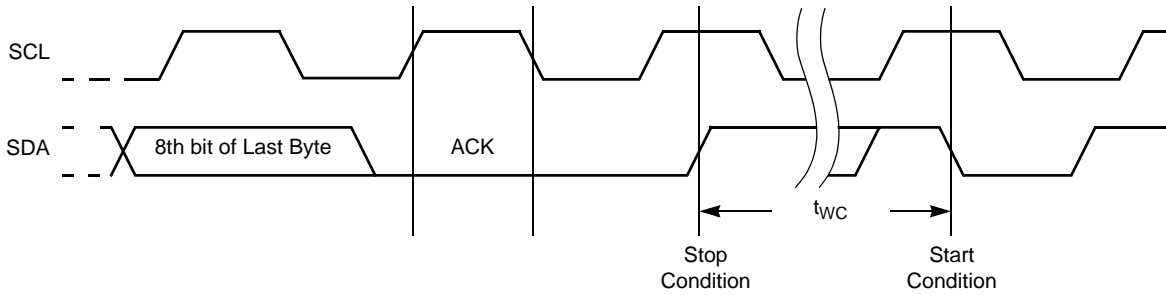 SCL
SDA
8th bit of Last Byte
ACK
tWC
Stop
Condition
Start
Condition